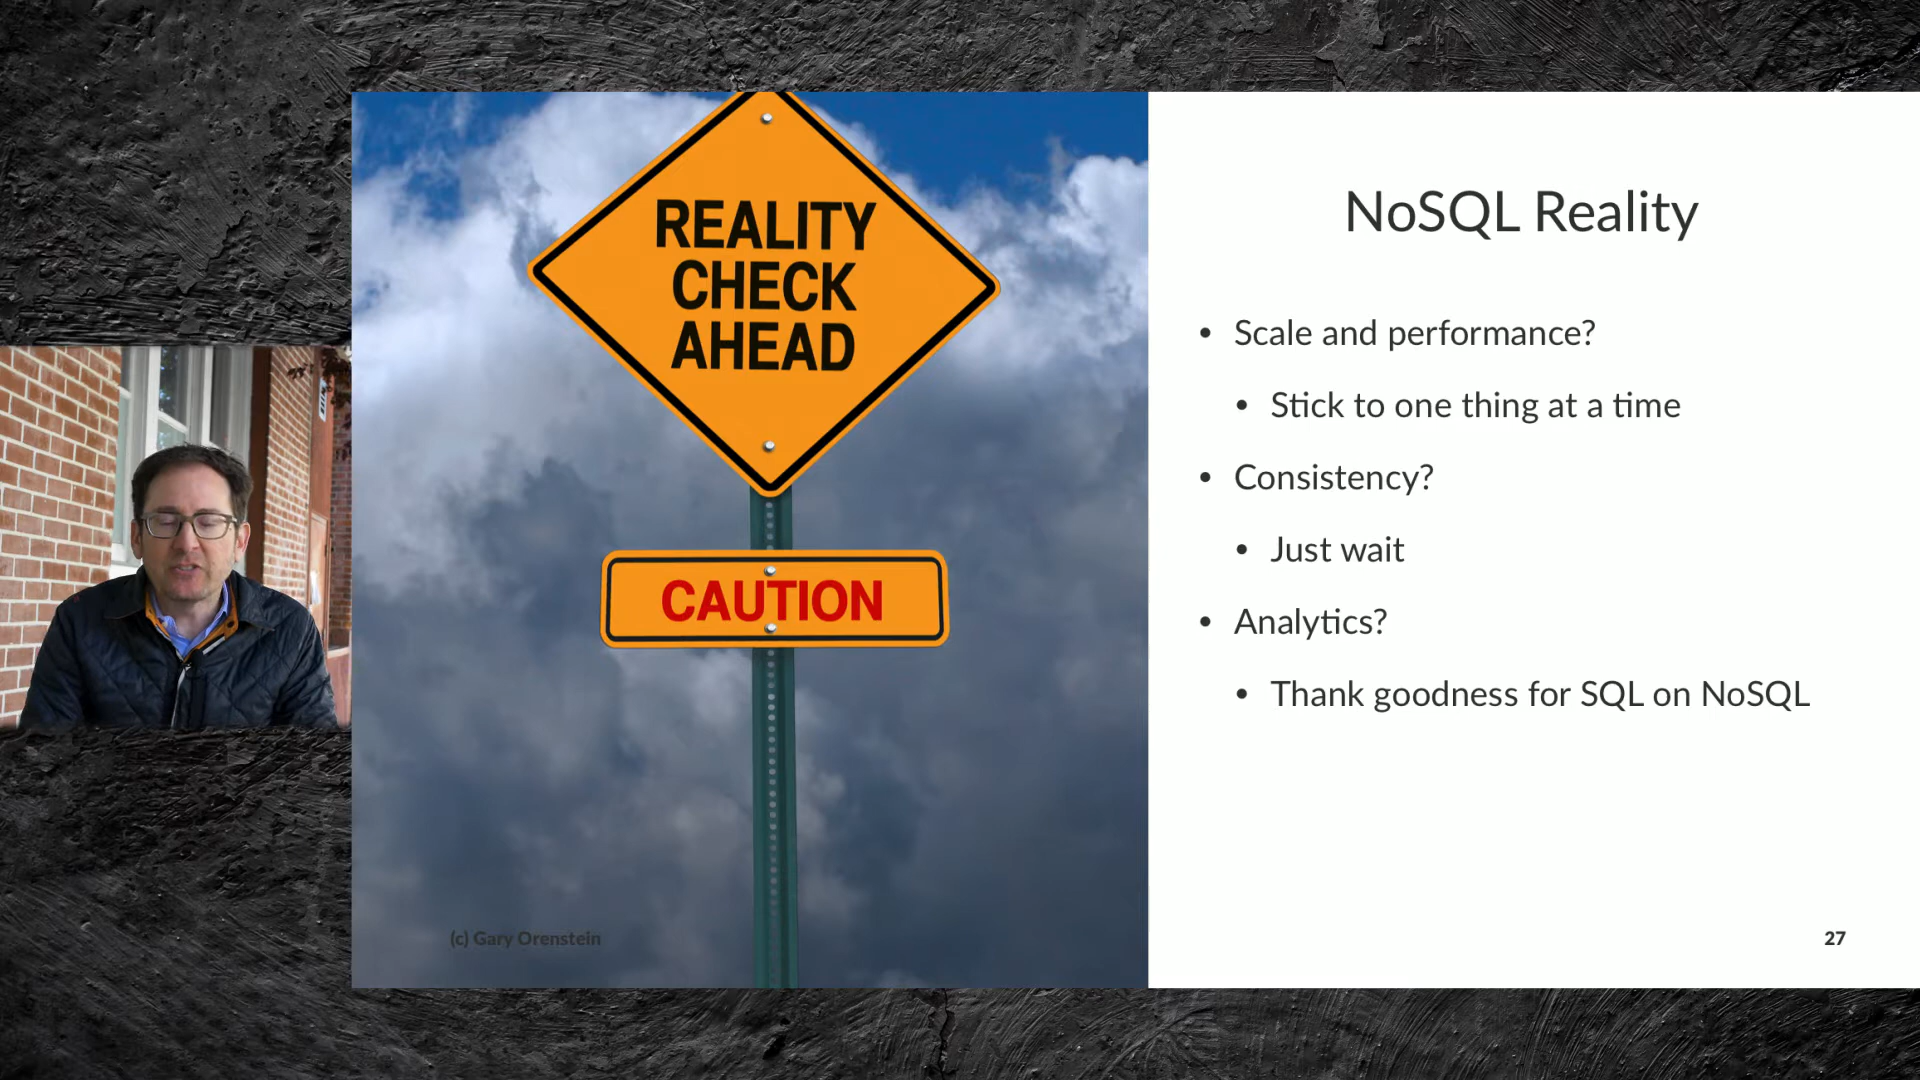 REALITY
CHECK
AHEAD
CAUTION
(c) Gary Orenstein
NoSQL Reality
• Scale and performance?
• Stick to one thing at a time
• Consistency?
• Just wait
• Analytics?
• Thank goodness for SQL on NoSQL
27